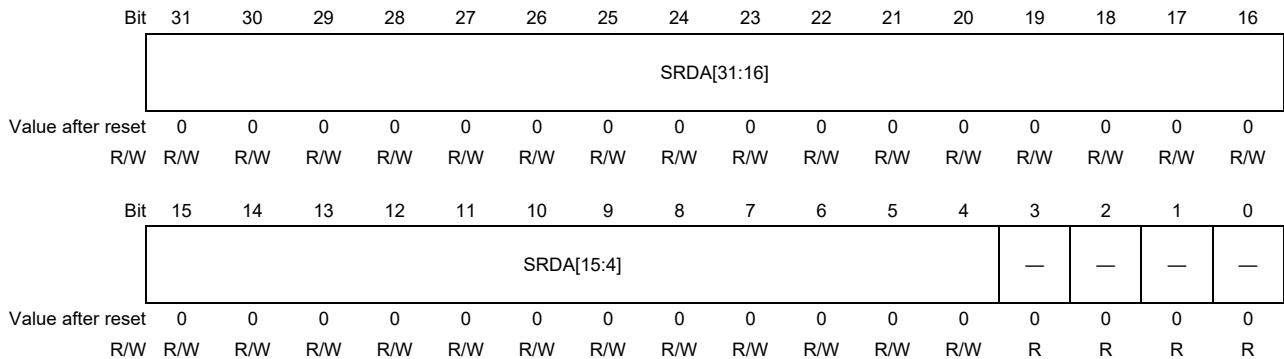 Bit 31 30 29 28 27 26 25 24 23 22 21 20 19 18 17 16
SRDA[31:16]
Value after reset 0 0 0 0 0 0 0 0 0 0 0 0 0 0 0 0
R/W R/W R/W R/W R/W R/W R/W R/W R/W R/W R/W R/W R/W R/W R/W R/W R/W
Bit 15 14 13 12 11 10 9 8 7 6 5 4 3 2 1 0
SRDA[15:4] — — — —
Value after reset 0 0 0 0 0 0 0 0 0 0 0 0 0 0 0 0
R/W R/W R/W R/W R/W R/W R/W R/W R/W R/W R/W R/W R/W R R R R